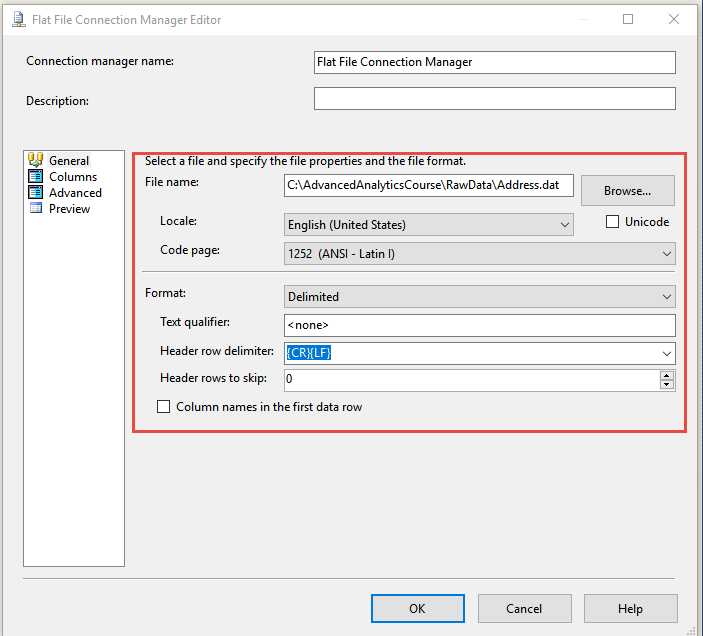 Flat File Connection Manager Editor
Connection manager name: Flat File Connection Manager
Description:
General
Columns
Advanced
Preview
Select a file and specify the file properties and the file format.
File name: C:\AdvancedAnalyticsCourse\RawData\Address.dat Browse...
Locale: English (United States) Unicode
Code page: 1252 (ANSI - Latin I)
Format: Delimited
Text qualifier: <none>
Header row delimiter: {CR}{LF}
Header rows to skip: 0
Column names in the first data row
OK Cancel Help